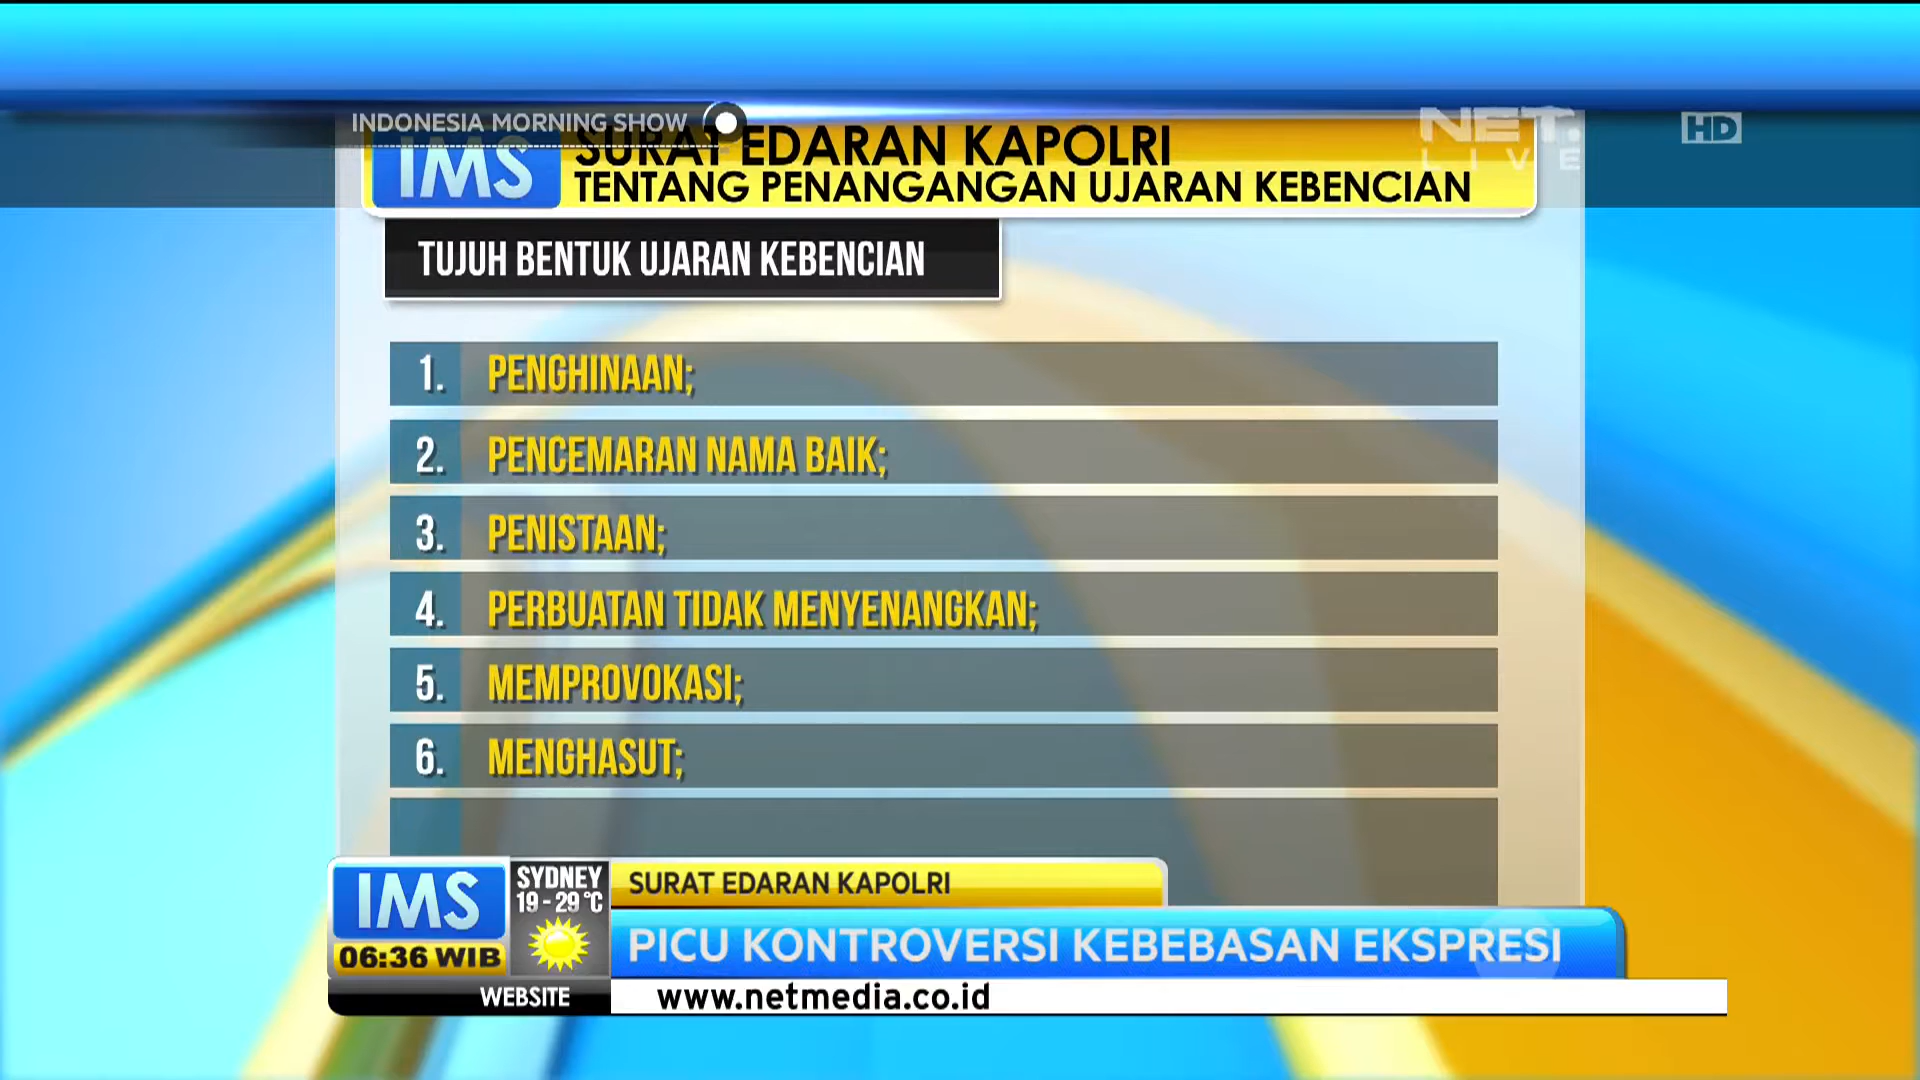 INDONESIA MORNING SHOW
NET.
LIVE
HD
IMS
SURAT EDARAN KAPOLRI
TENTANG PENANGANGAN UJARAN KEBENCIAN
TUJUH BENTUK UJARAN KEBENCIAN
1. PENGHINAAN;
2. PENCEMARAN NAMA BAIK;
3. PENISTAAN;
4. PERBUATAN TIDAK MENYENANGKAN;
5. MEMPROVOKASI;
6. MENGHASUT;
IMS
06:36 WIB
SYDNEY
19 - 29°C
SURAT EDARAN KAPOLRI
PICU KONTROVERSI KEBEBASAN EKSPRESI
WEBSITE
www.netmedia.co.id